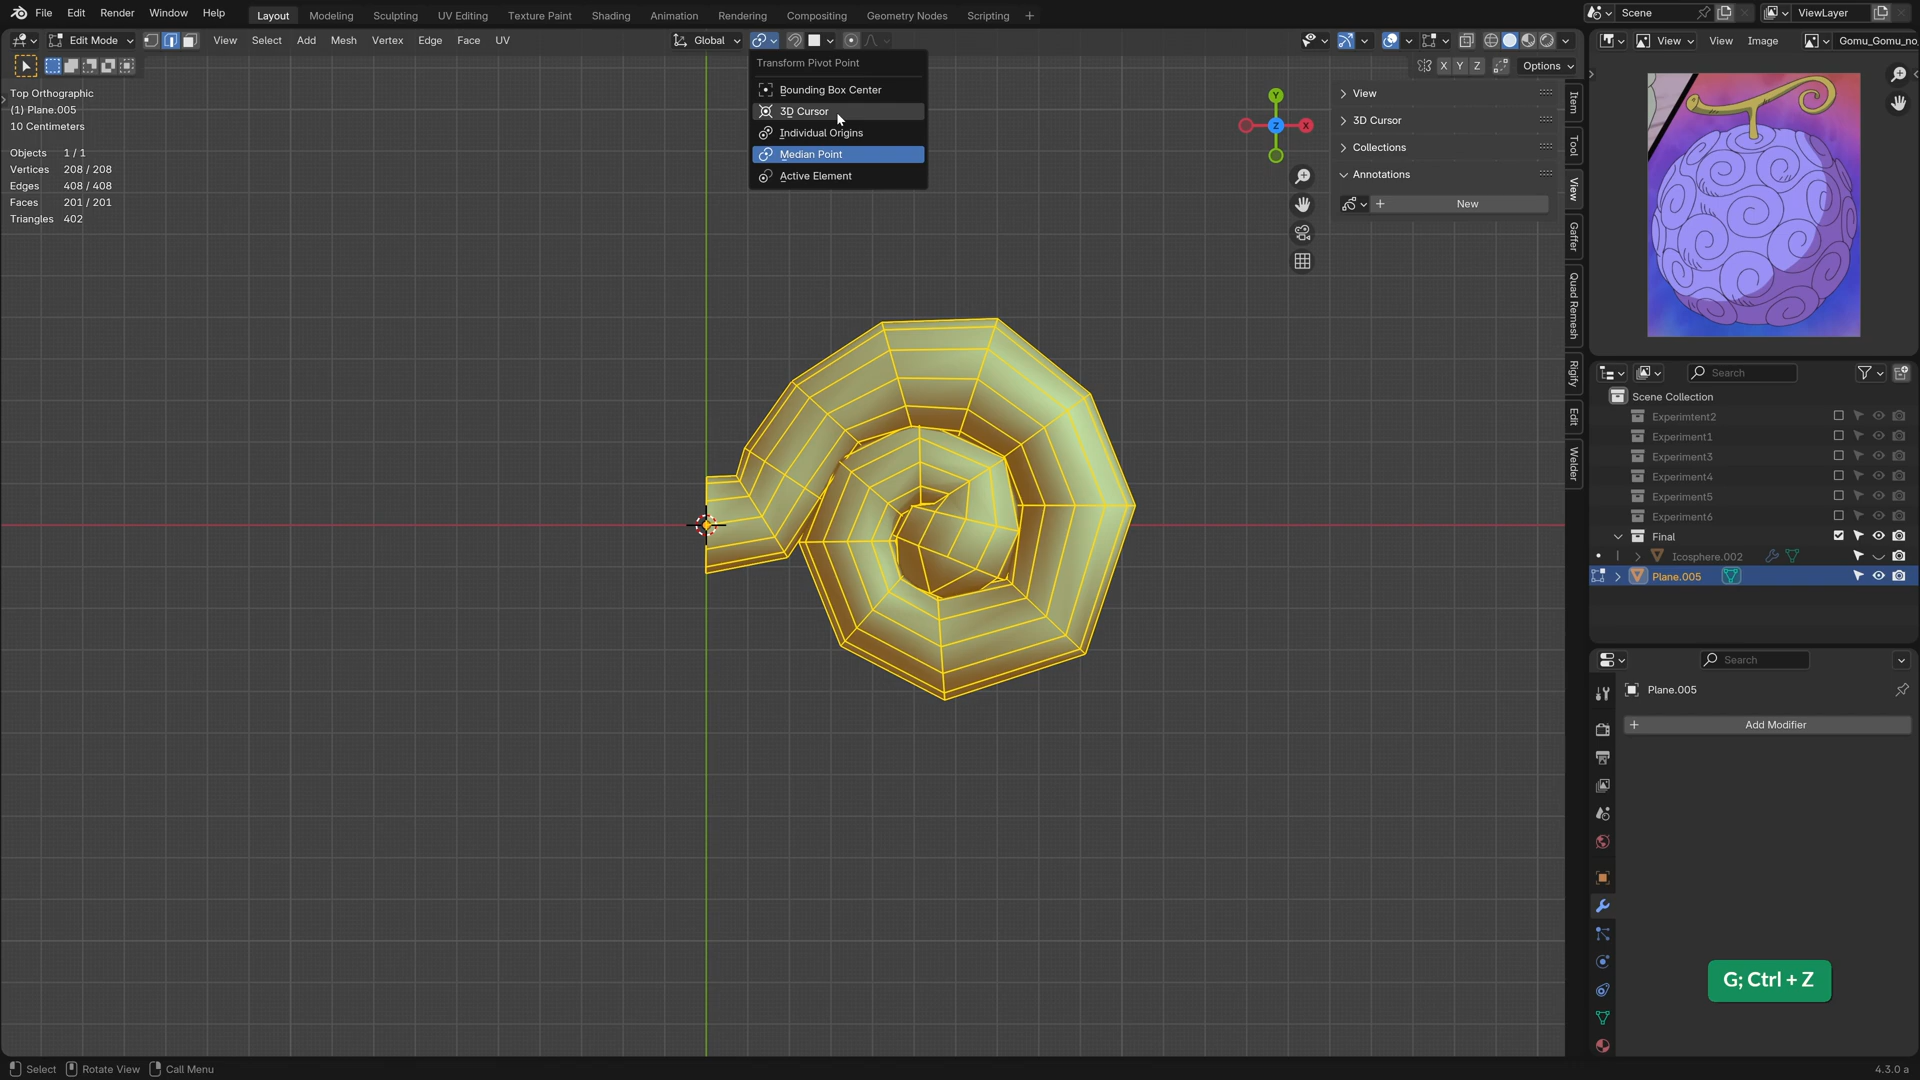 File Edit Render Window Help
Layout Modeling Sculpting UV Editing Texture Paint Shading Animation Rendering Compositing Geometry Nodes Scripting +
Scene
ViewLayer
Edit Mode
View Select Add Mesh Vertex Edge Face UV
Global
View
View Image
Gomu_Gomu_no
X Y Z
Options
Transform Pivot Point
Bounding Box Center
3D Cursor
Individual Origins
Median Point
Active Element
Top Orthographic
(1) Plane.005
10 Centimeters
Objects 1 / 1
Vertices 208 / 208
Edges 408 / 408
Faces 201 / 201
Triangles 402
Y
Z
X
View
3D Cursor
Collections
Annotations
+ New
Item
Tool
View
Gaffer
Quad Remesh
Rigify
Edit
Welder
Search
Scene Collection
Experimtent2
Experiment1
Experiment3
Experiment4
Experiment5
Experiment6
Final
Icosphere.002
Plane.005
Search
Plane.005
+ Add Modifier
G; Ctrl + Z
Select
Rotate View
Call Menu
4.3.0 a